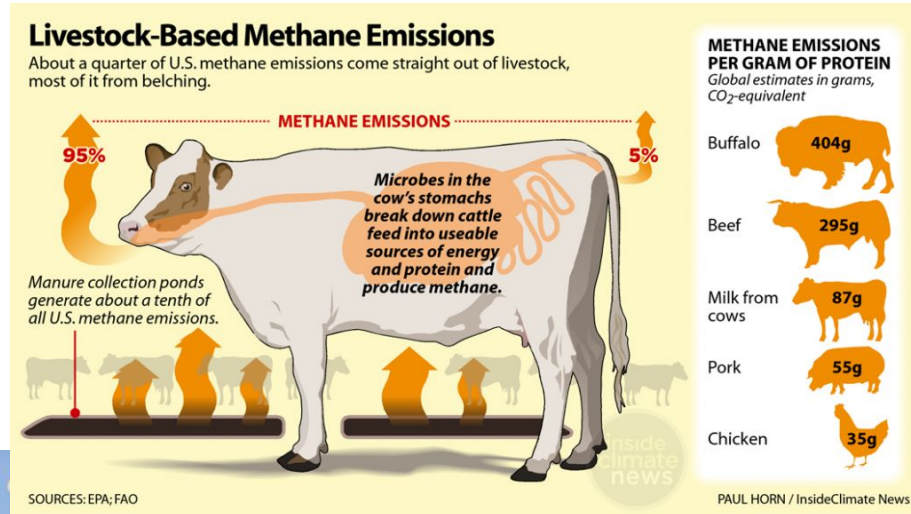 Livestock-Based Methane Emissions
About a quarter of U.S. methane emissions come straight out of livestock,
most of it from belching.
METHANE EMISSIONS
95%
5%
Microbes in the
cow's stomachs
break down cattle
feed into useable
sources of energy
and protein and
produce methane.
Manure collection ponds
generate about a tenth of
all U.S. methane emissions.
inside
climate
news
SOURCES: EPA; FAO
METHANE EMISSIONS
PER GRAM OF PROTEIN
Global estimates in grams,
CO2-equivalent
Buffalo 404g
Beef 295g
Milk from
cows 87g
Pork 55g
Chicken 35g
PAUL HORN / InsideClimate News